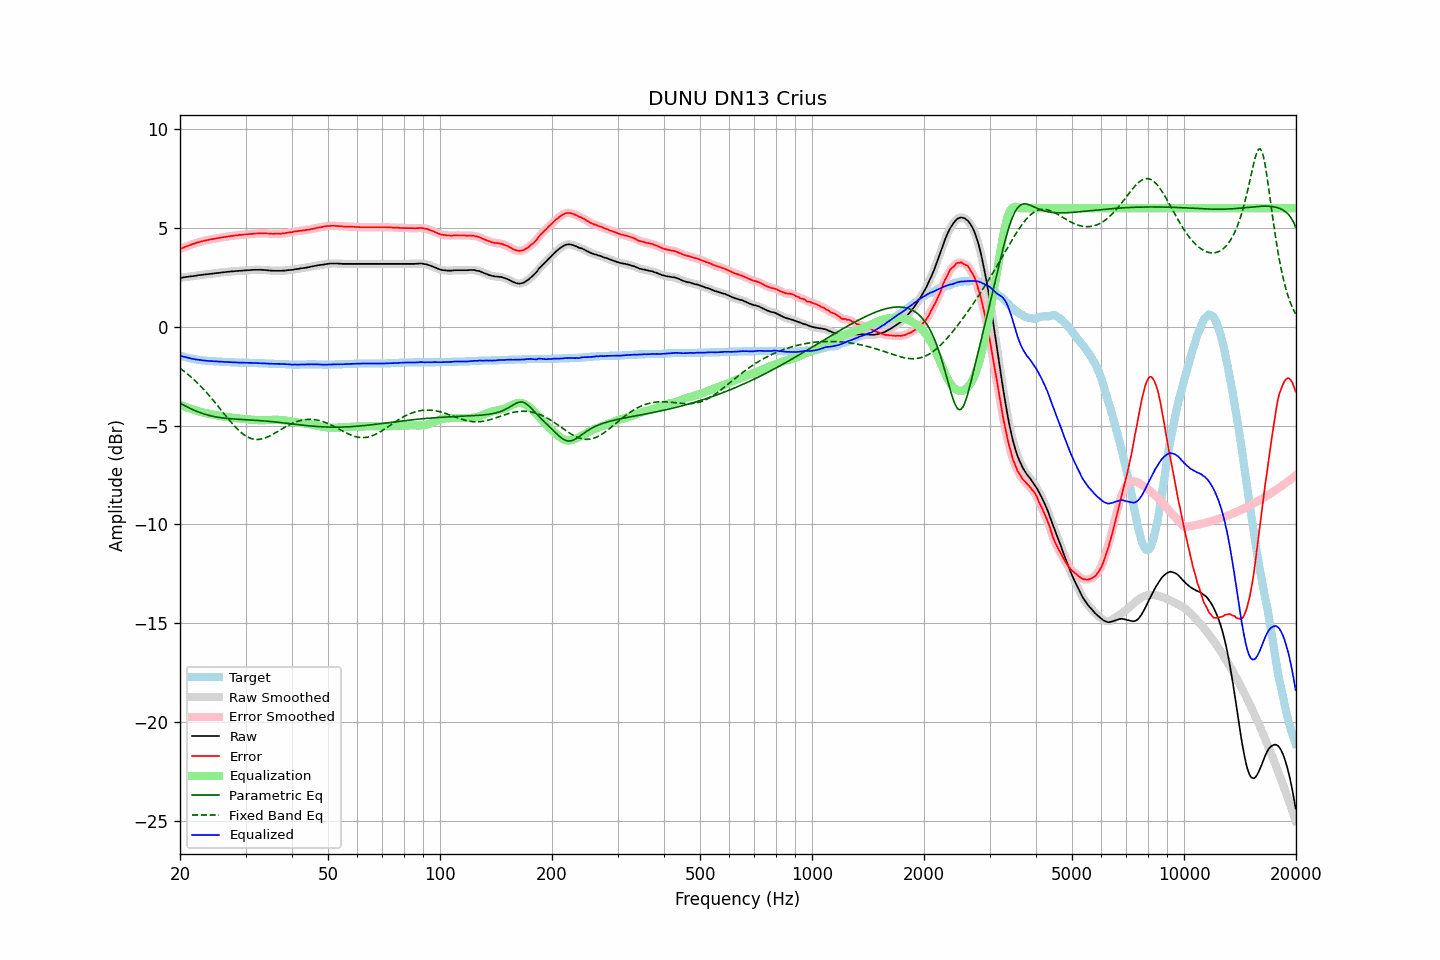 DUNU DN13 Crius
10
5
0
−5
−10
−15
−20
−25
Amplitude (dBr)
Target
Raw Smoothed
Error Smoothed
Raw
Error
Equalization
Parametric Eq
Fixed Band Eq
Equalized
20 50 100 200 500 1000 2000 5000 10000 20000
Frequency (Hz)